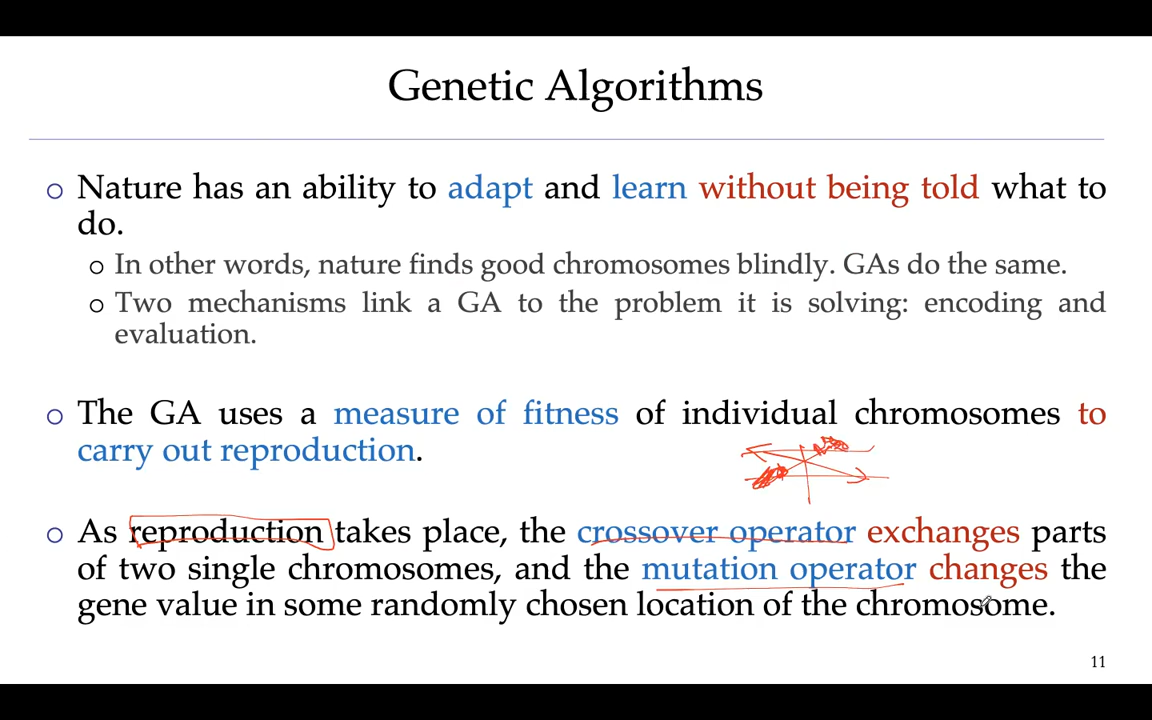 Genetic Algorithms
Nature has an ability to adapt and learn without being told what to
do.
In other words, nature finds good chromosomes blindly. GAs do the same.
Two mechanisms link a GA to the problem it is solving: encoding and
evaluation.
The GA uses a measure of fitness of individual chromosomes to
carry out reproduction.
As reproduction takes place, the crossover operator exchanges parts
of two single chromosomes, and the mutation operator changes the
gene value in some randomly chosen location of the chromosome.
11